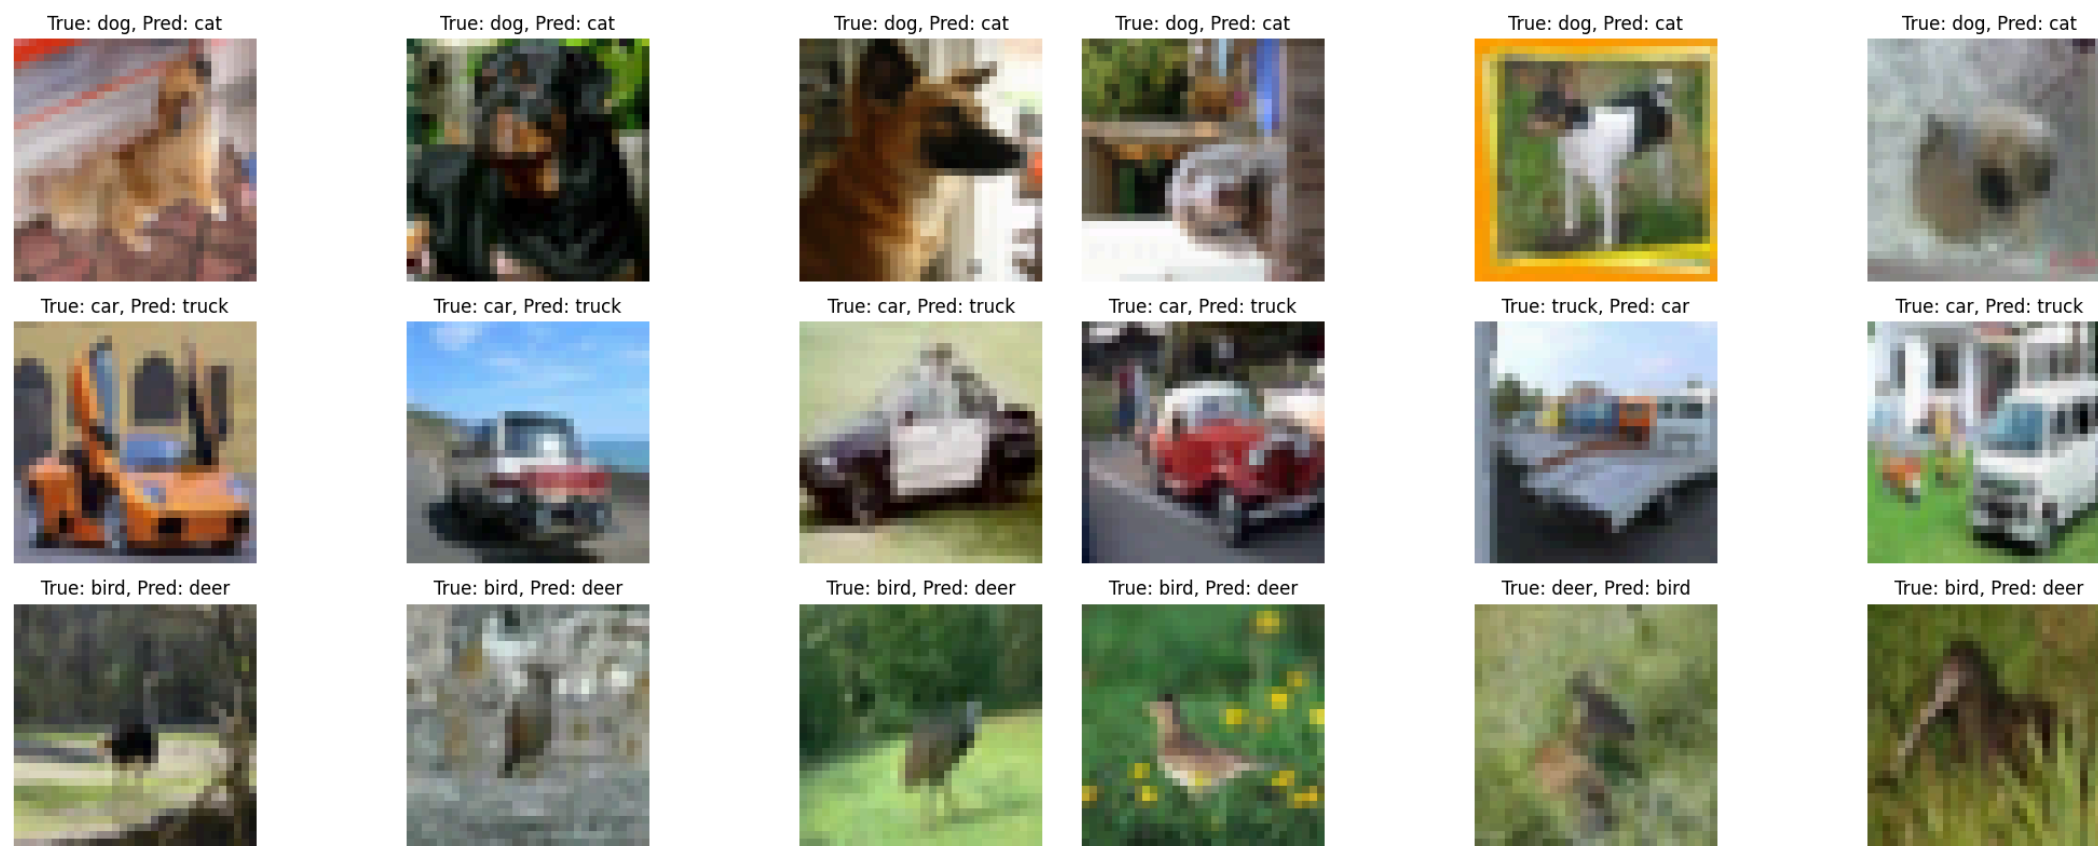 True: dog, Pred: cat
True: dog, Pred: cat
True: dog, Pred: cat
True: dog, Pred: cat
True: dog, Pred: cat
True: dog, Pred: cat
True: car, Pred: truck
True: car, Pred: truck
True: car, Pred: truck
True: car, Pred: truck
True: truck, Pred: car
True: car, Pred: truck
True: bird, Pred: deer
True: bird, Pred: deer
True: bird, Pred: deer
True: bird, Pred: deer
True: deer, Pred: bird
True: bird, Pred: deer